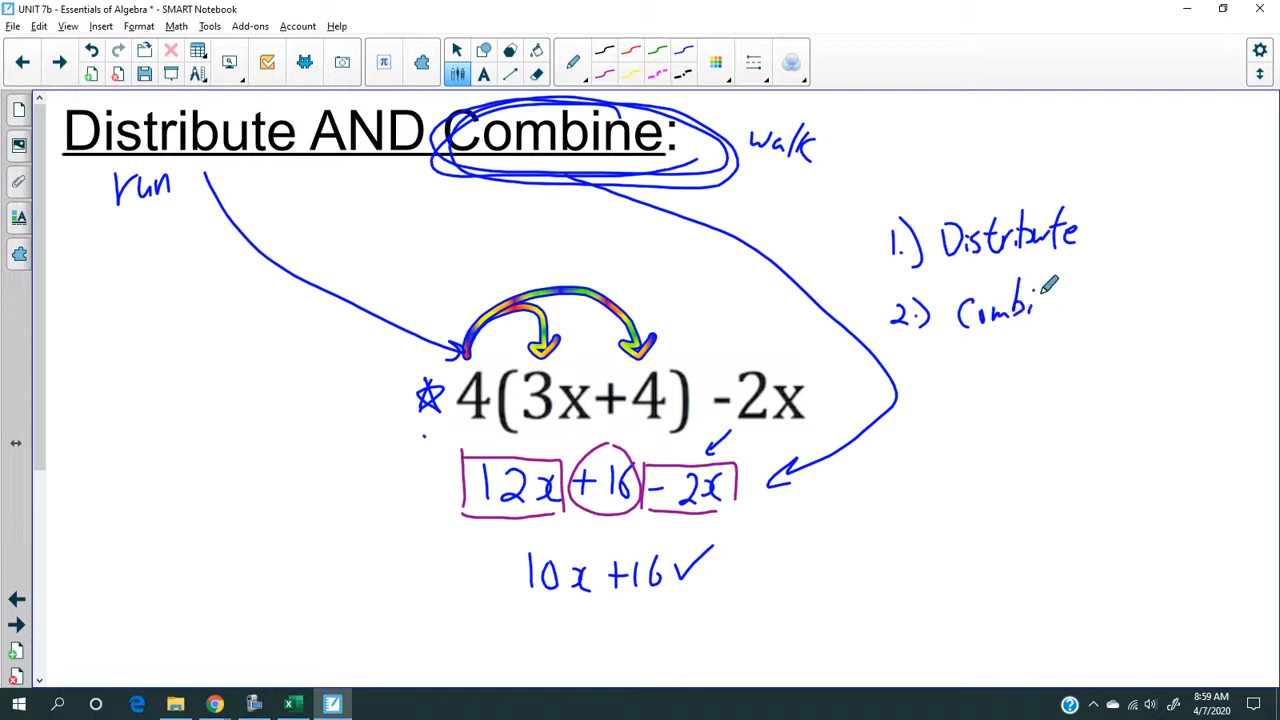 UNIT 7b - Essentials of Algebra * - SMART Notebook
File Edit View Insert Format Math Tools Add-ons Account Help
Distribute AND Combine:
walk
run
1.) Distribute
2.) Combi
4(3x+4) -2x
12x +16 - 2x
10x +16 ✓
8:59 AM
4/7/2020